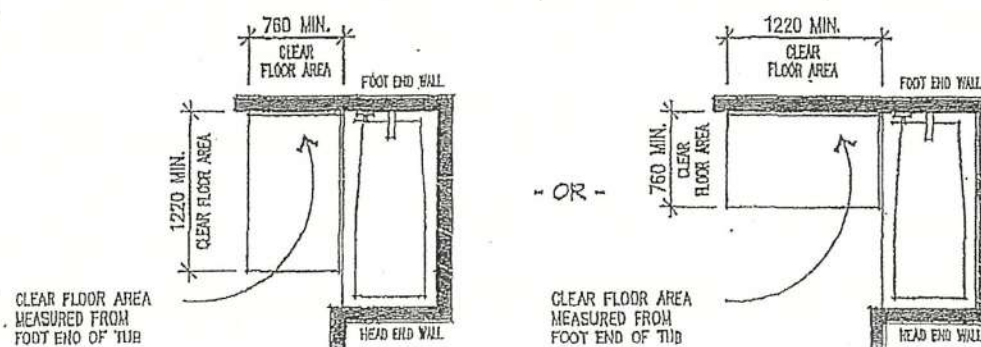 760 MIN.
CLEAR
FLOOR AREA
FOOT END WALL
1220 MIN.
CLEAR FLOOR AREA
CLEAR FLOOR AREA
MEASURED FROM
FOOT END OF TUB
HEAD END WALL
- OR -
1220 MIN.
CLEAR
FLOOR AREA
FOOT END WALL
760 MIN.
CLEAR
FLOOR AREA
CLEAR FLOOR AREA
MEASURED FROM
FOOT END OF TUB
HEAD END WALL